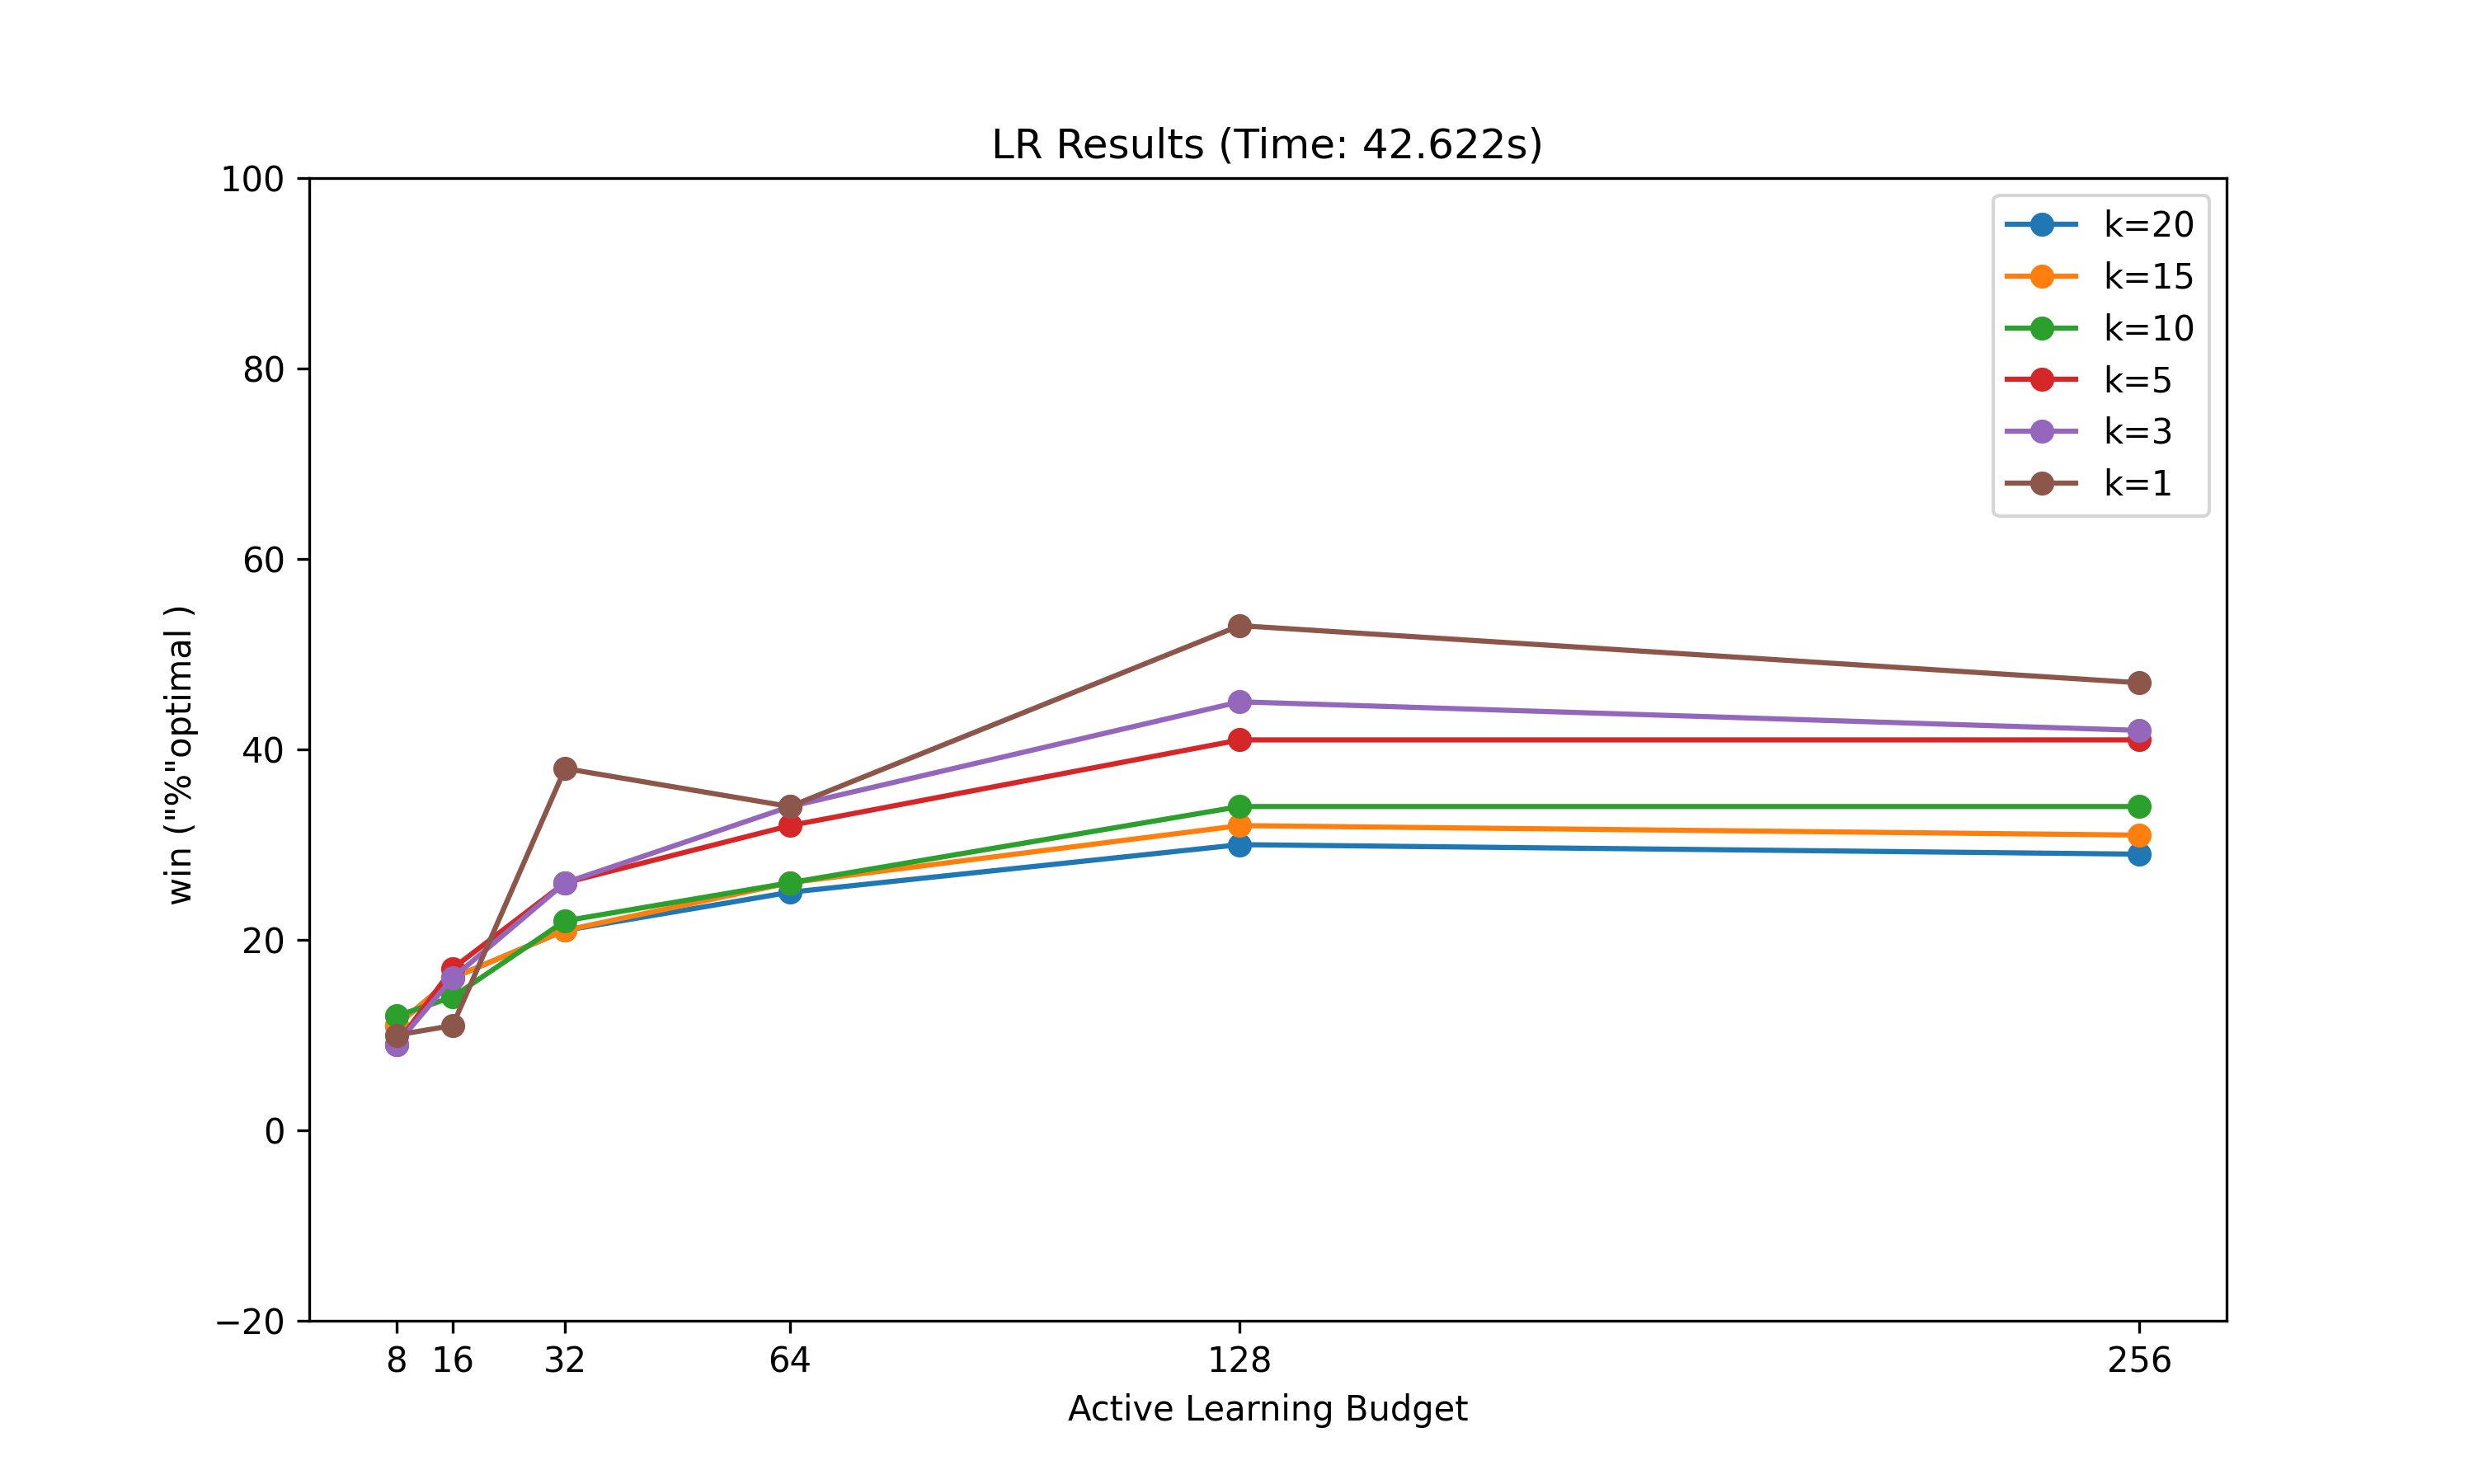 LR Results (Time: 42.622s)
100
80
60
40
20
0
−20
win ("%"optimal )
k=20
k=15
k=10
k=5
k=3
k=1
8 16 32 64 128 256
Active Learning Budget